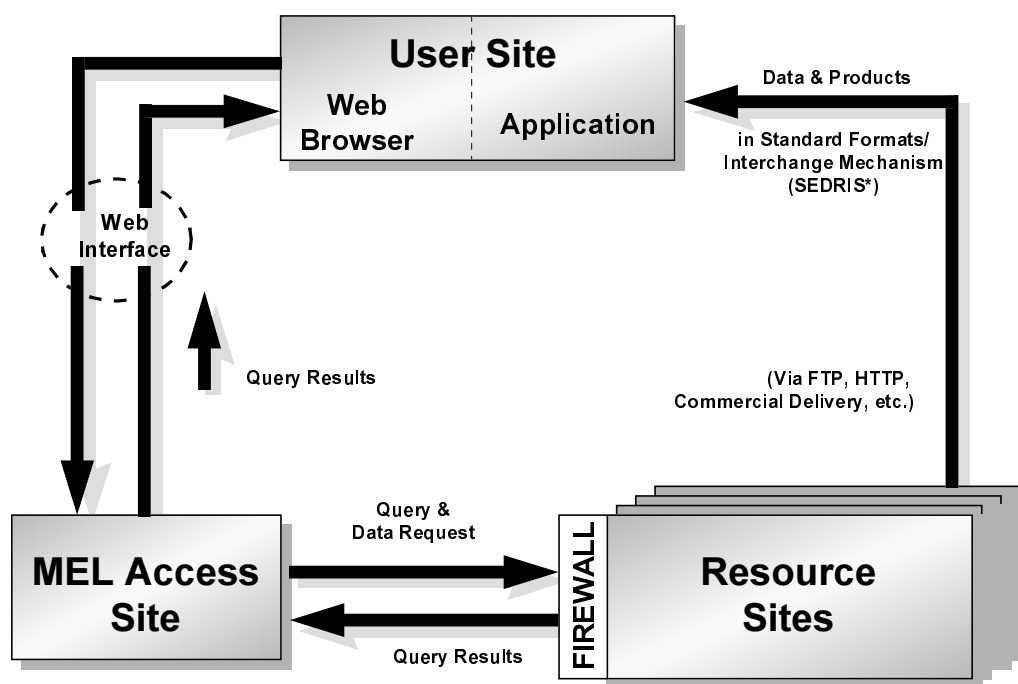 User Site
Web
Browser
Application
Data & Products
in Standard Formats/
Interchange Mechanism
(SEDRIS*)
Web
Interface
Query Results
(Via FTP, HTTP,
Commercial Delivery, etc.)
MEL Access
Site
Query &
Data Request
Query Results
FIREWALL
Resource
Sites